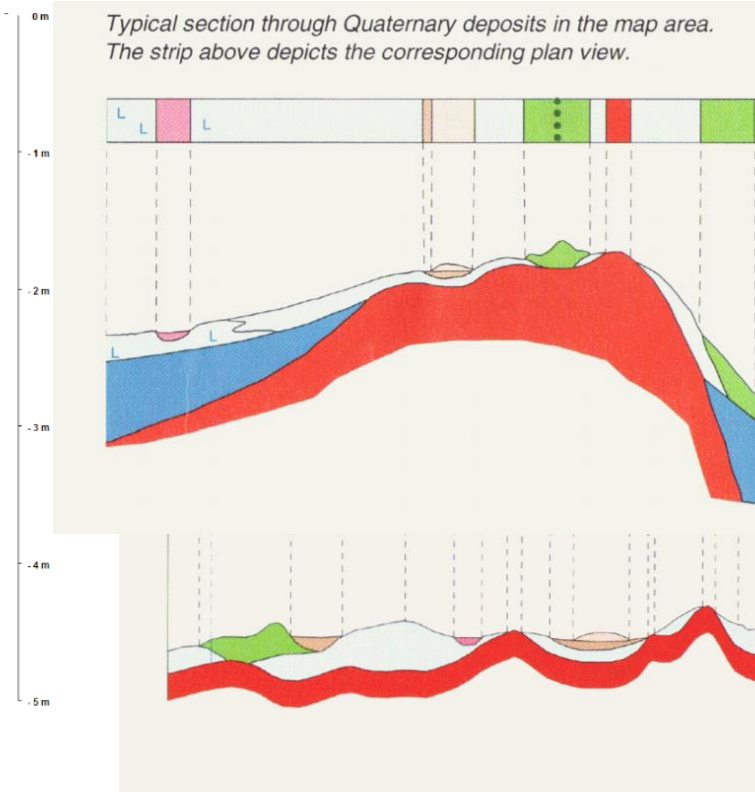 0 m
Typical section through Quaternary deposits in the map area.
The strip above depicts the corresponding plan view.
L
L
L
- 1 m
- 2 m
L
L
- 3 m
- 4 m
- 5 m